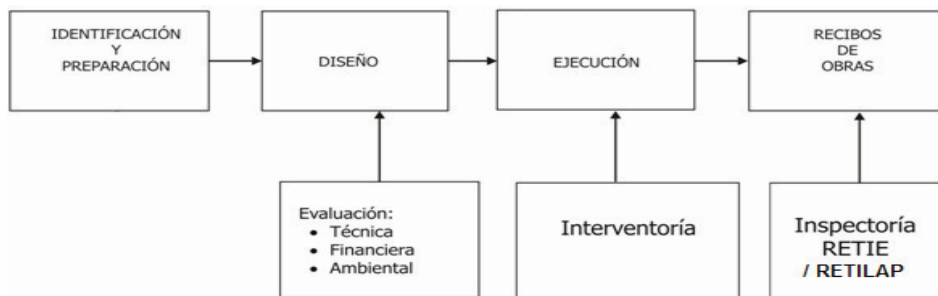 IDENTIFICACIÓN
Y
PREPARACIÓN
DISEÑO
EJECUCIÓN
RECIBOS
DE
OBRAS
Evaluación:
• Técnica
• Financiera
• Ambiental
Interventoría
Inspectoría
RETIE
/ RETILAP